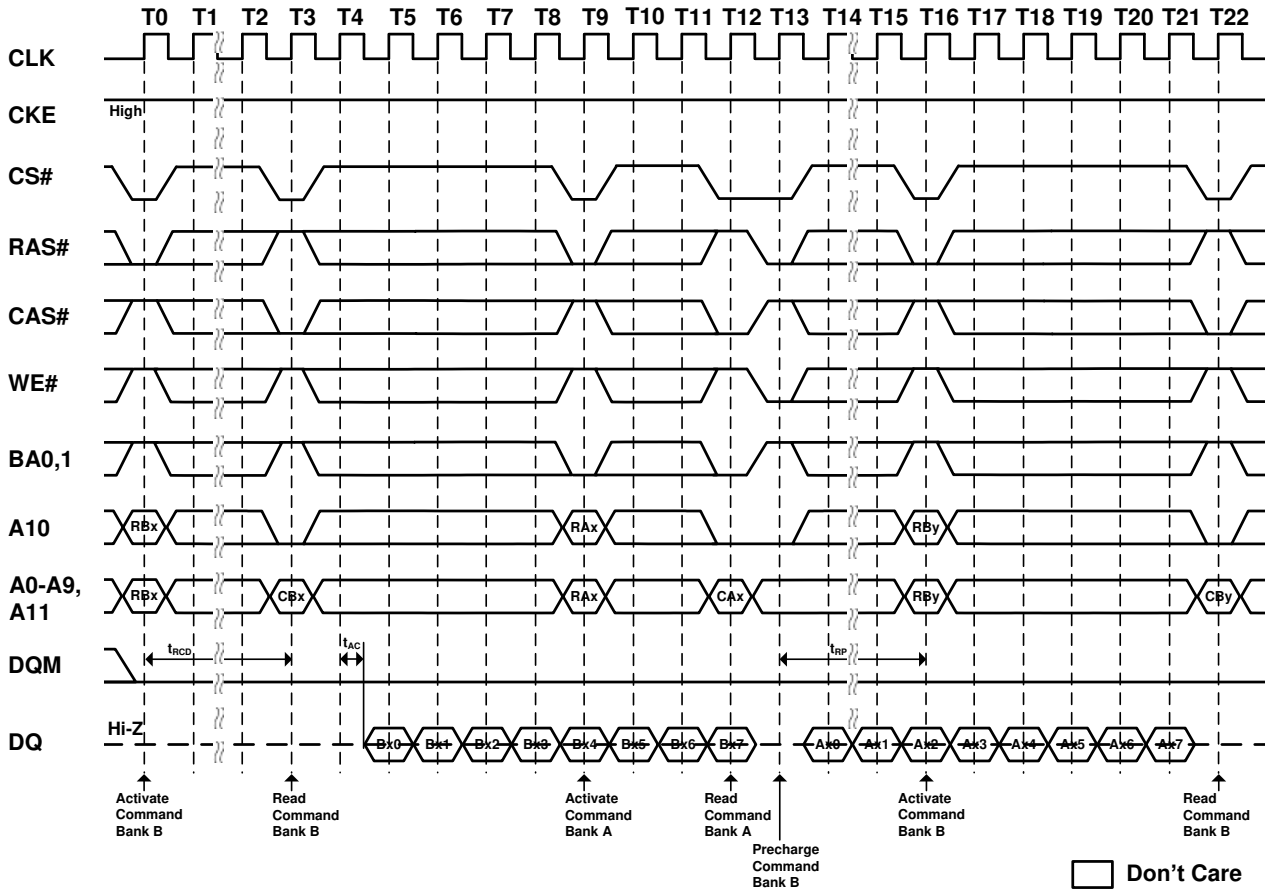 T0 T1 T2 T3 T4 T5 T6 T7 T8 T9 T10 T11 T12 T13 T14 T15 T16 T17 T18 T19 T20 T21 T22
CLK
CKE High
CS#
RAS#
CAS#
WE#
BA0,1
A10 RBx RAx RBy
A0-A9,
A11 RBx CBx RAx CAx RBy CBy
DQM tRCD tAC tRP
DQ Hi-Z Bx0 Bx1 Bx2 Bx3 Bx4 Bx5 Bx6 Bx7 Ax0 Ax1 Ax2 Ax3 Ax4 Ax5 Ax6 Ax7
Activate
Command
Bank B
Read
Command
Bank B
Activate
Command
Bank A
Read
Command
Bank A
Precharge
Command
Bank B
Activate
Command
Bank B
Read
Command
Bank B
Don't Care